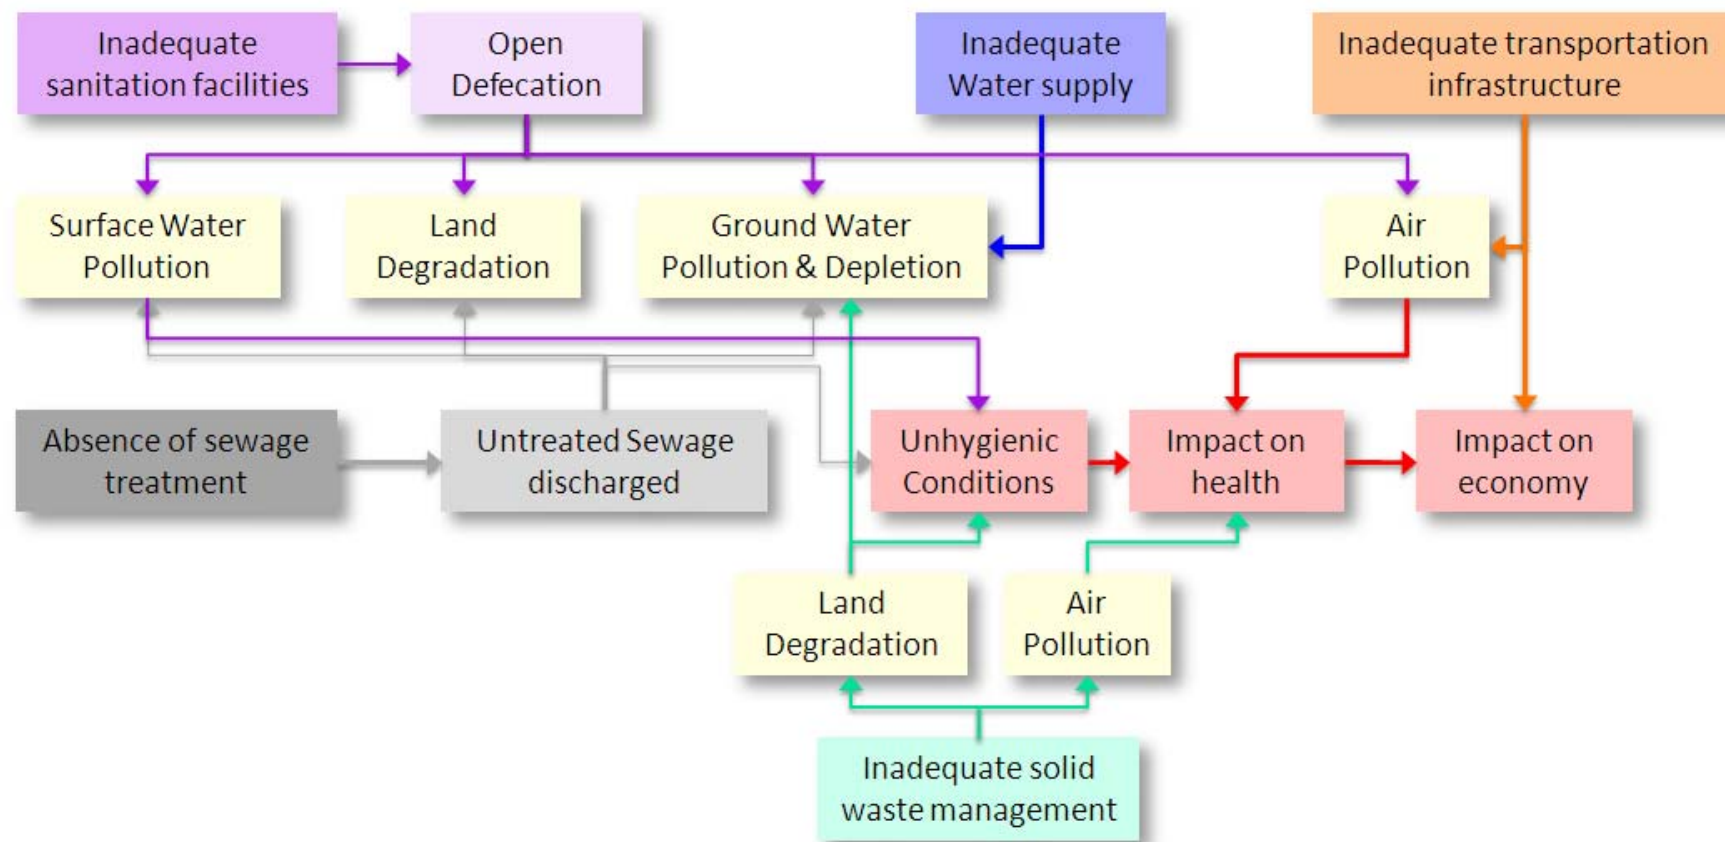 Inadequate
sanitation facilities
Open
Defecation
Inadequate
Water supply
Inadequate transportation
infrastructure
Surface Water
Pollution
Land
Degradation
Ground Water
Pollution & Depletion
Air
Pollution
Absence of sewage
treatment
Untreated Sewage
discharged
Unhygienic
Conditions
Impact on
health
Impact on
economy
Land
Degradation
Air
Pollution
Inadequate solid
waste management